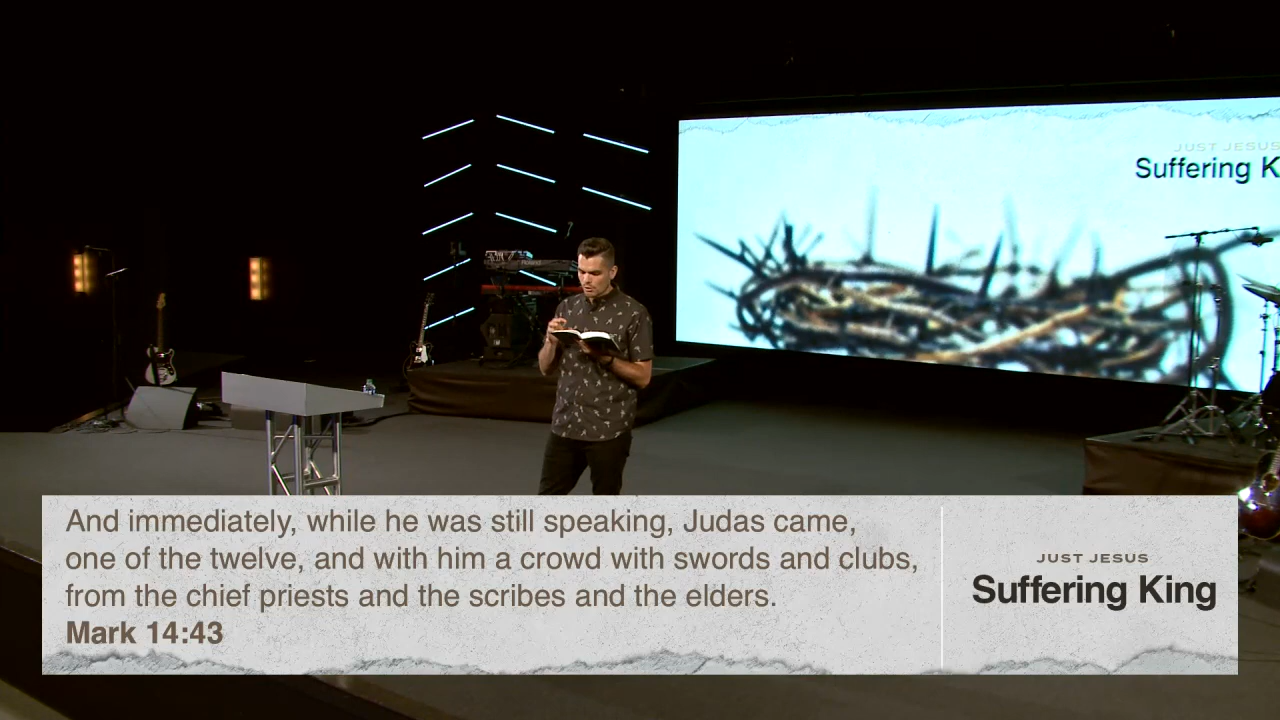 JUST JESUS
Suffering K
Roland
And immediately, while he was still speaking, Judas came,
one of the twelve, and with him a crowd with swords and clubs,
from the chief priests and the scribes and the elders.
Mark 14:43
JUST JESUS
Suffering King